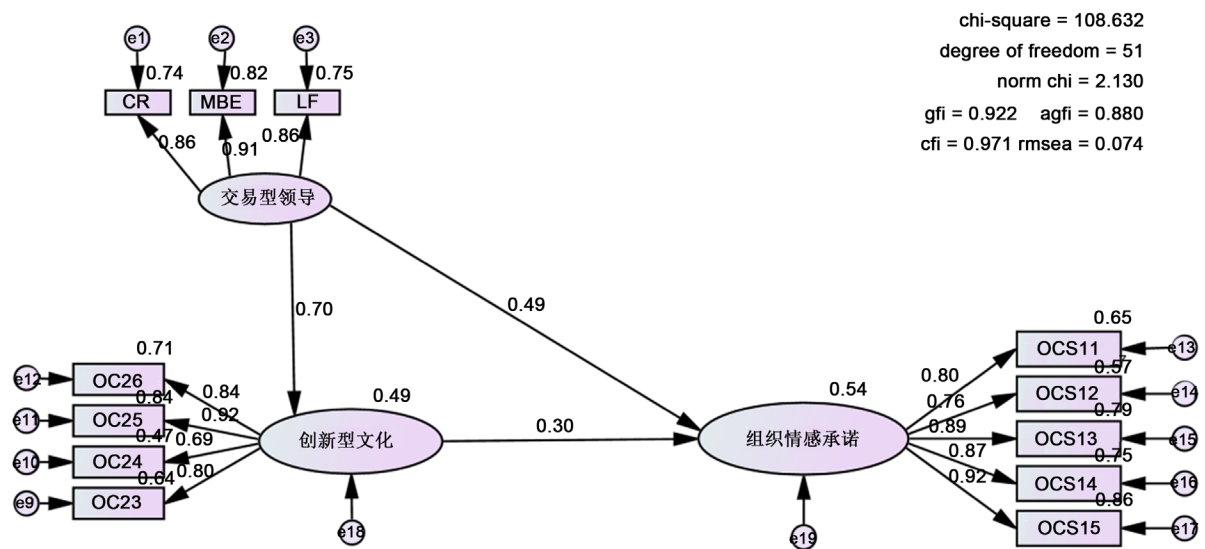 chi-square = 108.632
degree of freedom = 51
norm chi = 2.130
gfi = 0.922 agfi = 0.880
cfi = 0.971 rmsea = 0.074
e1 e2 e3
0.74 0.82 0.75
CR MBE LF
0.86 0.91 0.86
交易型领导
0.70
0.49
0.71
e12 OC26 0.84
0.84
e11 OC25 0.92
0.47
e10 OC24 0.69
0.64
e9 OC23 0.80
0.49
创新型文化
e18
0.30
0.54
组织情感承诺
e19
0.65
0.80 OCS11 e13
0.57
0.76 OCS12 e14
0.79
0.89 OCS13 e15
0.75
0.87 OCS14 e16
0.86
0.92 OCS15 e17